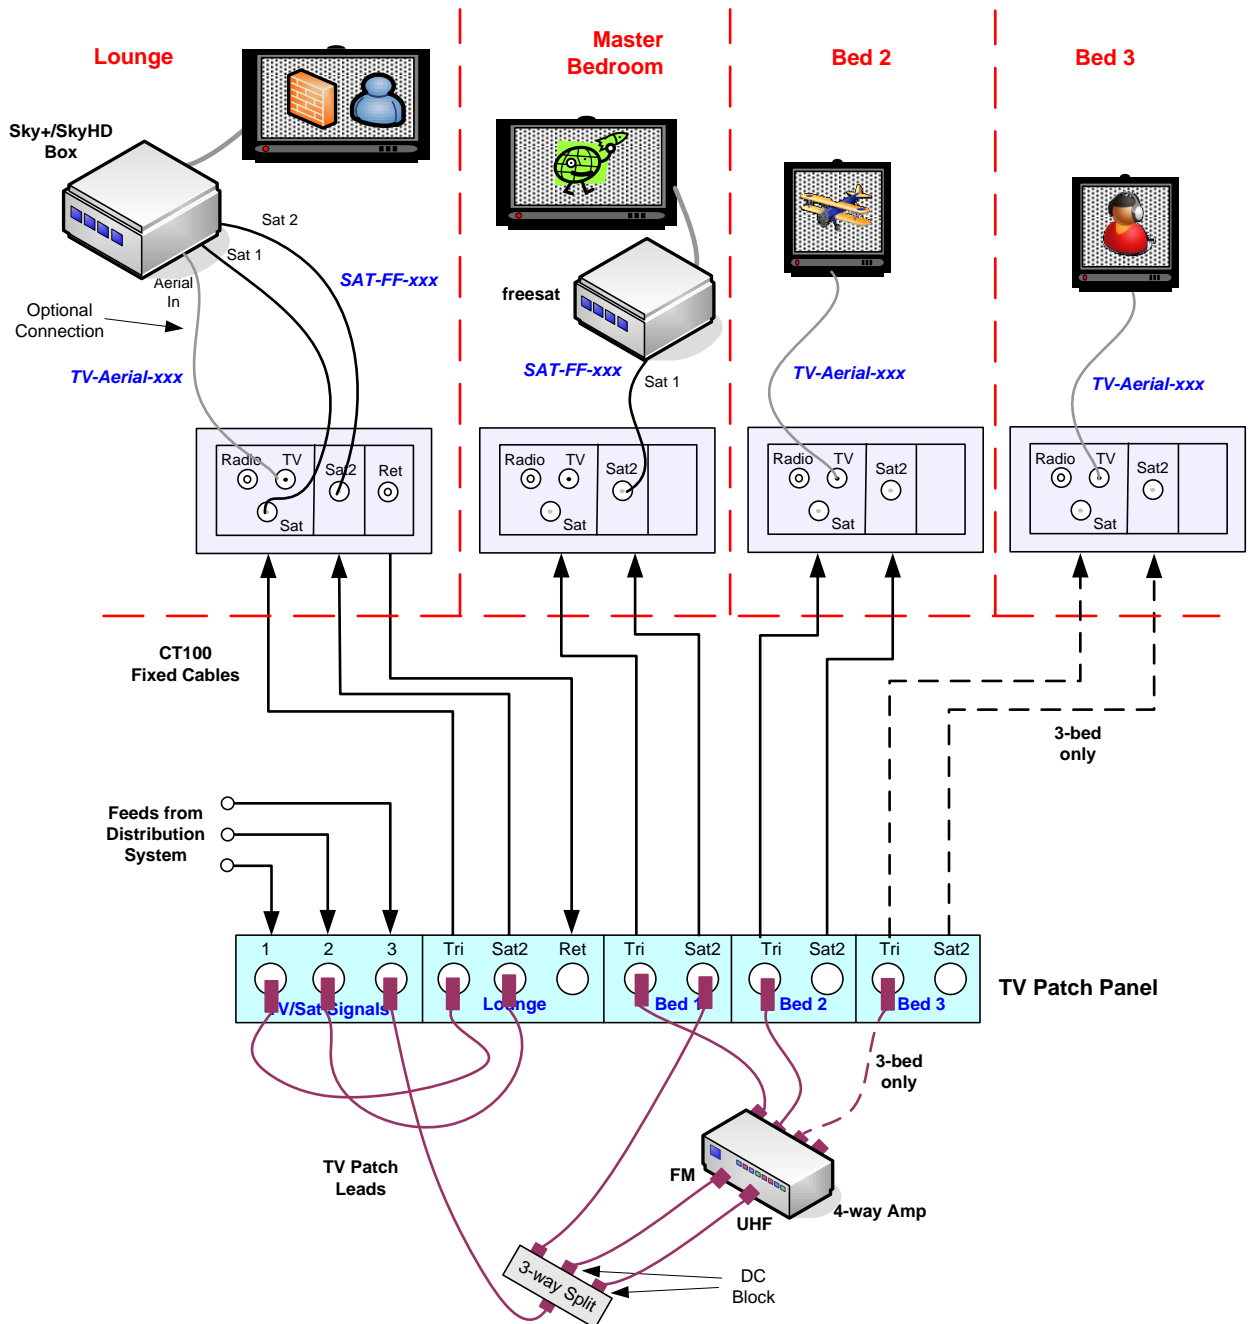 Lounge
Master
Bedroom
Bed 2
Bed 3
Sky+/SkyHD
Box
Sat 2
Sat 1
Aerial
In
SAT-FF-xxx
Optional
Connection
TV-Aerial-xxx
freesat
SAT-FF-xxx
Sat 1
TV-Aerial-xxx
TV-Aerial-xxx
Radio TV
Sat2
Ret
Sat
Radio TV
Sat2
Sat
Radio TV
Sat2
Sat
Radio TV
Sat2
Sat
CT100
Fixed Cables
3-bed
only
Feeds from
Distribution
System
1 2 3 Tri Sat2 Ret Tri Sat2 Tri Sat2 Tri Sat2
TV/Sat Signals Lounge Bed 1 Bed 2 Bed 3
TV Patch Panel
3-bed
only
TV Patch
Leads
FM
UHF
4-way Amp
3-way Split
DC
Block